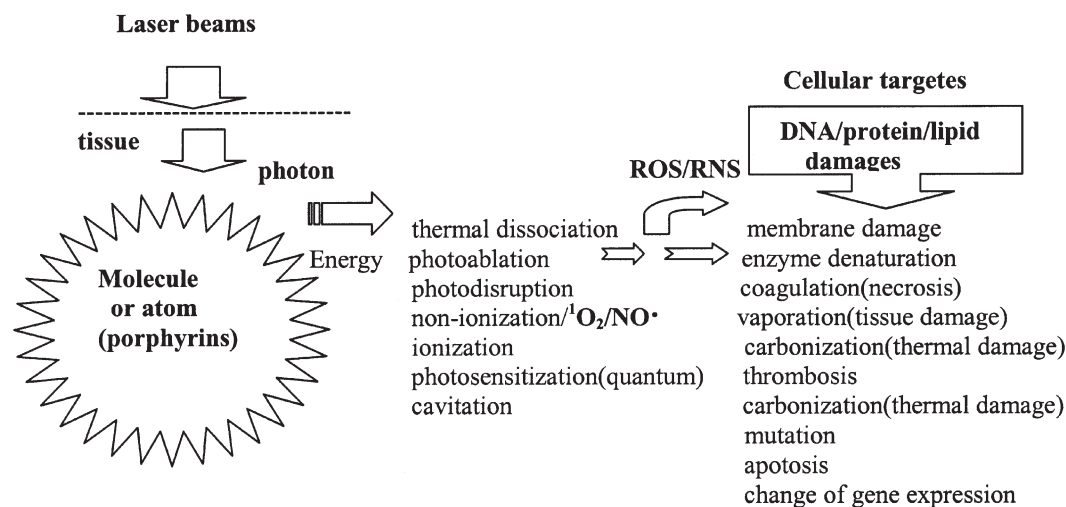 Laser beams
tissue
photon
Energy
Molecule
or atom
(porphyrins)
thermal dissociation
photoablation
photodisruption
non-ionization/¹O₂/NO•
ionization
photosensitization(quantum)
cavitation
ROS/RNS
Cellular targetes
DNA/protein/lipid
damages
membrane damage
enzyme denaturation
coagulation(necrosis)
vaporation(tissue damage)
carbonization(thermal damage)
thrombosis
carbonization(thermal damage)
mutation
apotosis
change of gene expression